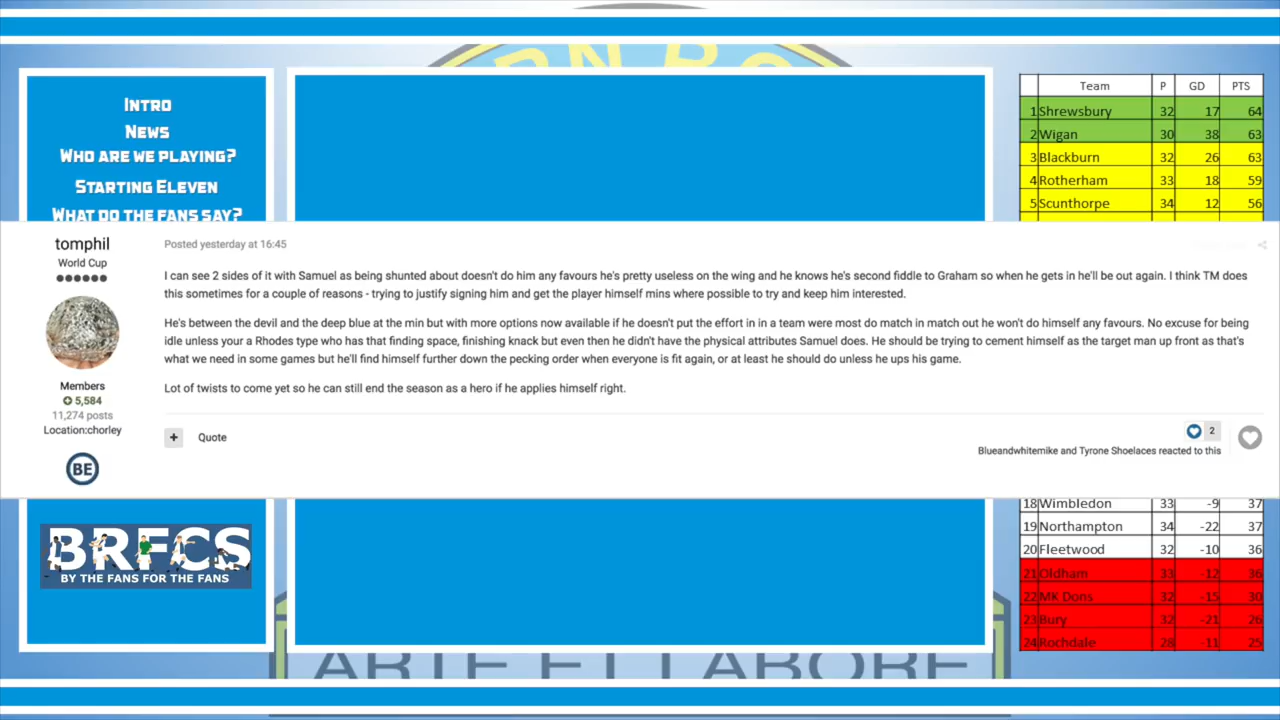 RN RO
INTRO
NEWS
WHO ARE WE PLAYING?
STARTING ELEVEN
WHAT DO THE FANS SAY?
Team P GD PTS
1 Shrewsbury 32 17 64
2 Wigan 30 38 63
3 Blackburn 32 26 63
4 Rotherham 33 18 59
5 Scunthorpe 34 12 56
tomphil
World Cup
Members
5,584
11,274 posts
Location:chorley
BE
Posted yesterday at 16:45
I can see 2 sides of it with Samuel as being shunted about doesn't do him any favours he's pretty useless on the wing and he knows he's second fiddle to Graham so when he gets in he'll be out again. I think TM does
this sometimes for a couple of reasons - trying to justify signing him and get the player himself mins where possible to try and keep him interested.
He's between the devil and the deep blue at the min but with more options now available if he doesn't put the effort in in a team were most do match in match out he won't do himself any favours. No excuse for being
idle unless your a Rhodes type who has that finding space, finishing knack but even then he didn't have the physical attributes Samuel does. He should be trying to cement himself as the target man up front as that's
what we need in some games but he'll find himself further down the pecking order when everyone is fit again, or at least he should do unless he ups his game.
Lot of twists to come yet so he can still end the season as a hero if he applies himself right.
+ Quote
2
Blueandwhitemike and Tyrone Shoelaces reacted to this
18 Wimbledon 33 -9 37
19 Northampton 34 -22 37
20 Fleetwood 32 -10 36
21 Oldham 33 -12 36
22 MK Dons 32 -15 30
23 Bury 32 -21 26
24 Rochdale 28 -11 25
BRFCS
BY THE FANS FOR THE FANS
ARTE ET LABORE